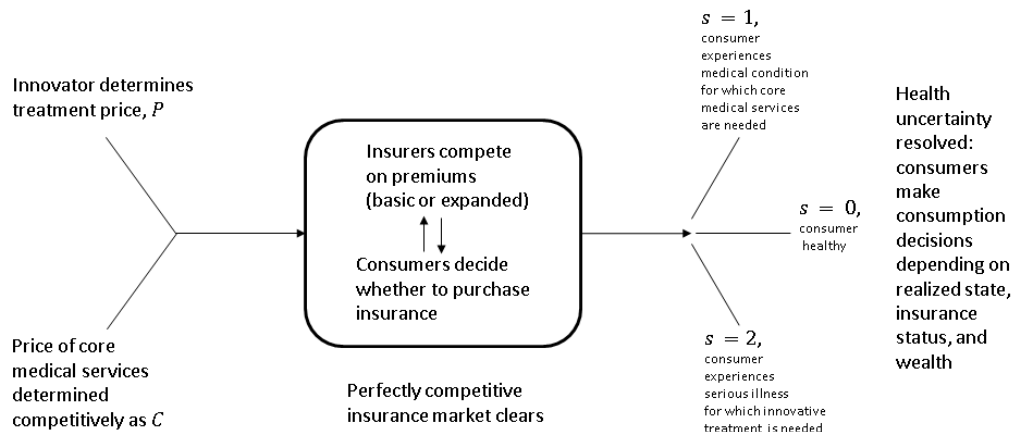 Innovator determines
treatment price, P
Price of core
medical services
determined
competitively as C
Insurers compete
on premiums
(basic or expanded)
Consumers decide
whether to purchase
insurance
Perfectly competitive
insurance market clears
s = 1,
consumer
experiences
medical condition
for which core
medical services
are needed
s = 0,
consumer
healthy
s = 2,
consumer
experiences
serious illness
for which innovative
treatment is needed
Health
uncertainty
resolved:
consumers
make
consumption
decisions
depending on
realized state,
insurance
status, and
wealth